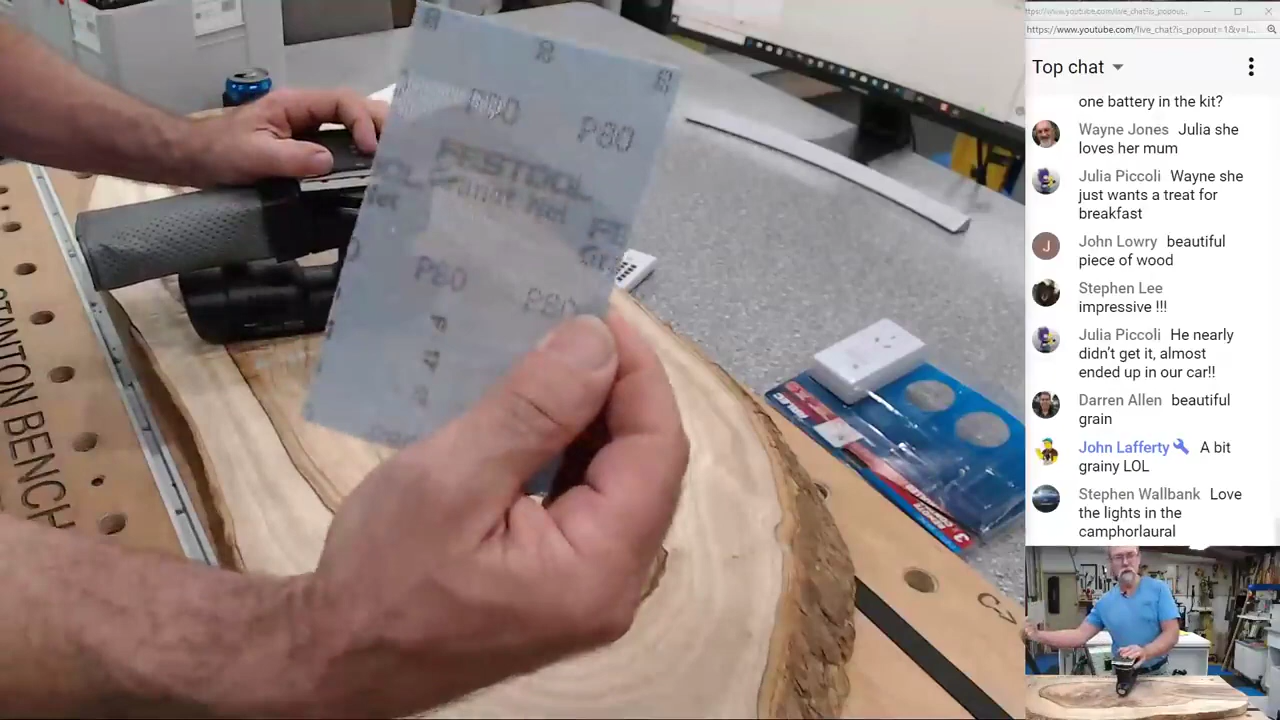 P80
P80
FESTOOL
Granat Net
P80
P80
STANTON BENCH
https://www.youtube.com/live_chat?is_popout=1&v=l...
Top chat
one battery in the kit?
Wayne Jones Julia she
loves her mum
Julia Piccoli Wayne she
just wants a treat for
breakfast
John Lowry beautiful
piece of wood
J
Stephen Lee
impressive !!!
Julia Piccoli He nearly
didn't get it, almost
ended up in our car!!
Darren Allen beautiful
grain
John Lafferty A bit
grainy LOL
Stephen Wallbank Love
the lights in the
camphorlaural